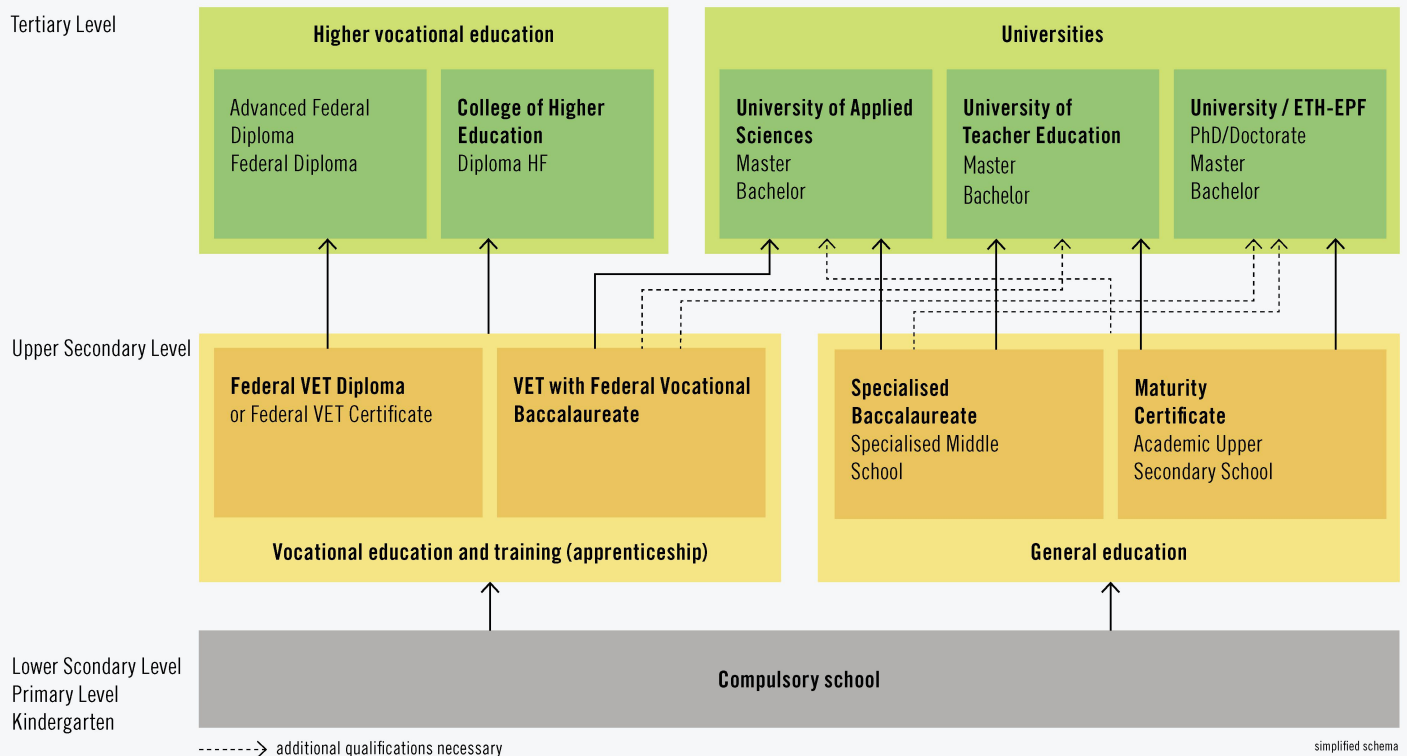 Tertiary Level
Higher vocational education
Universities
Advanced Federal
Diploma
Federal Diploma
College of Higher
Education
Diploma HF
University of Applied
Sciences
Master
Bachelor
University of
Teacher Education
Master
Bachelor
University / ETH-EPF
PhD/Doctorate
Master
Bachelor
Upper Secondary Level
Federal VET Diploma
or Federal VET Certificate
VET with Federal Vocational
Baccalaureate
Specialised
Baccalaureate
Specialised Middle
School
Maturity
Certificate
Academic Upper
Secondary School
Vocational education and training (apprenticeship)
General education
Lower Scondary Level
Primary Level
Kindergarten
Compulsory school
additional qualifications necessary
simplified schema